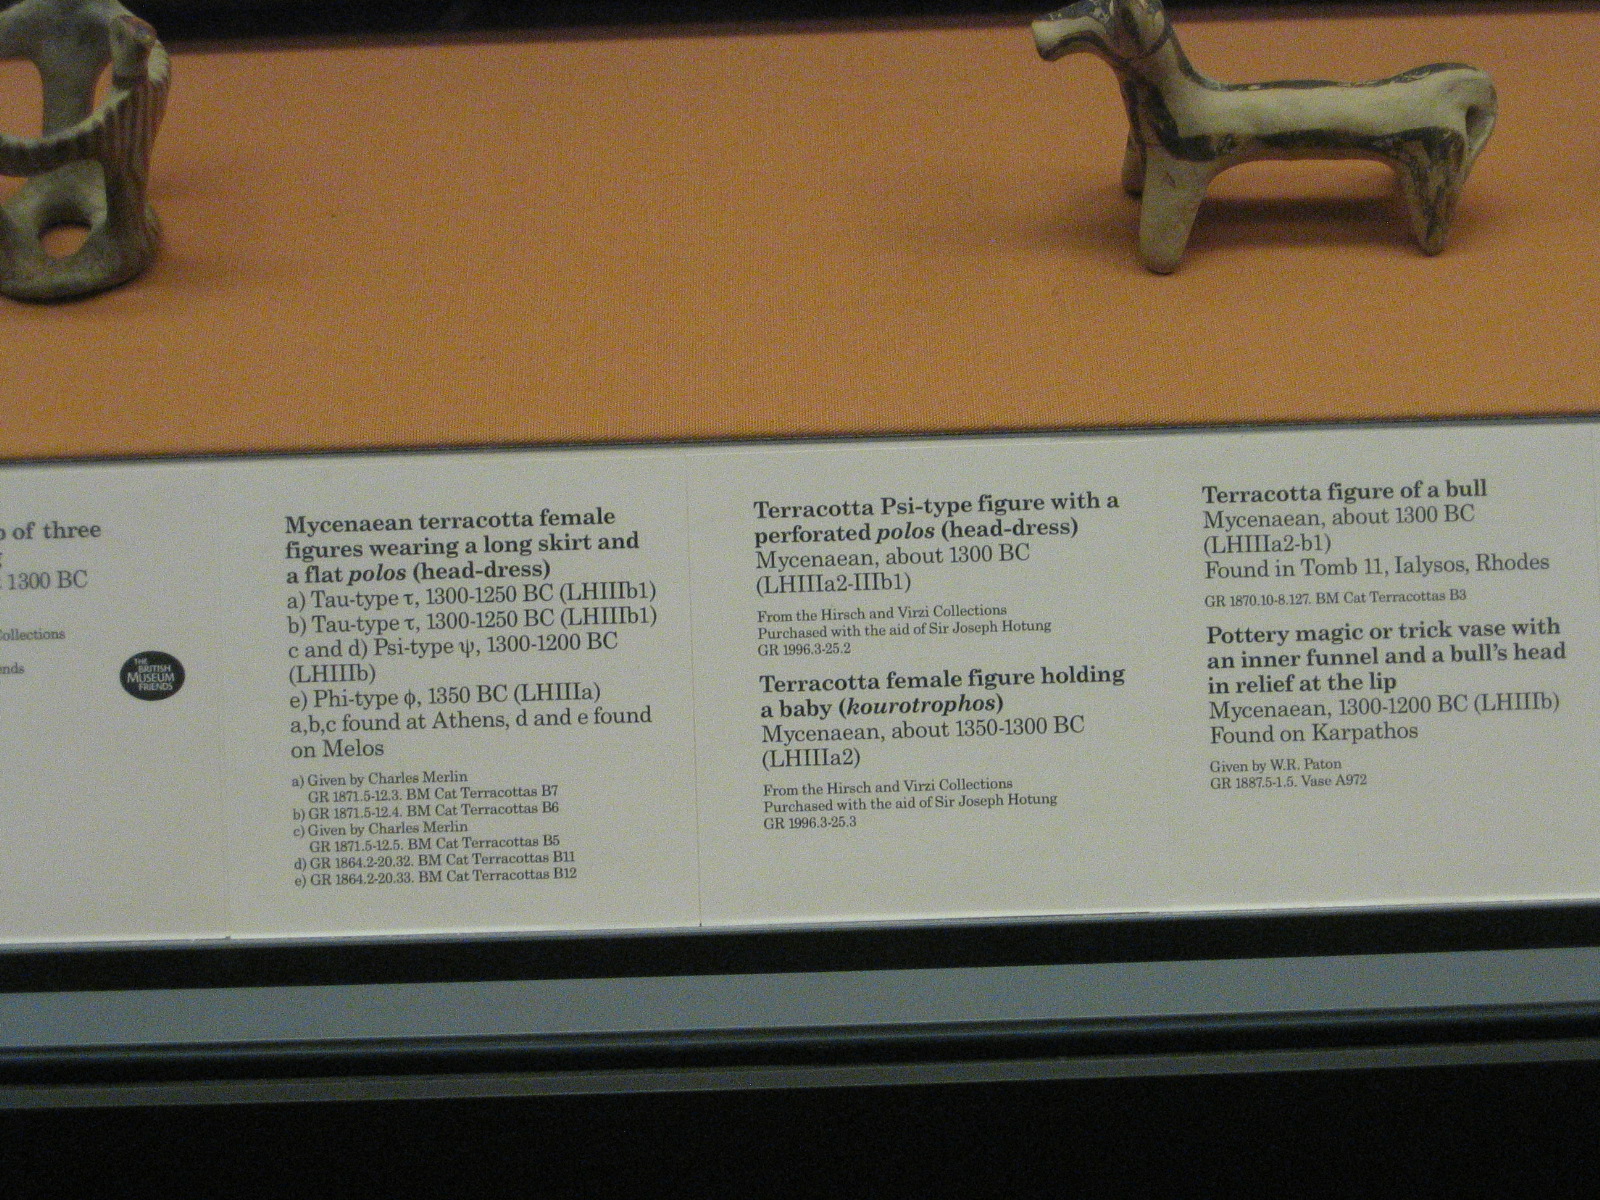 of three
1300 BC
THE
BRITISH
MUSEUM
FRIENDS
Mycenaean terracotta female
figures wearing a long skirt and
a flat polos (head-dress)
a) Tau-type τ, 1300-1250 BC (LHIIIb1)
b) Tau-type τ, 1300-1250 BC (LHIIIb1)
c and d) Psi-type ψ, 1300-1200 BC
(LHIIIb)
e) Phi-type ϕ, 1350 BC (LHIIIa)
a,b,c found at Athens, d and e found
on Melos
a) Given by Charles Merlin
GR 1871.5-12.3. BM Cat Terracottas B7
b) GR 1871.5-12.4. BM Cat Terracottas B6
c) Given by Charles Merlin
GR 1871.5-12.5. BM Cat Terracottas B5
d) GR 1864.2-20.32. BM Cat Terracottas B11
e) GR 1864.2-20.33. BM Cat Terracottas B12
Terracotta Psi-type figure with a
perforated polos (head-dress)
Mycenaean, about 1300 BC
(LHIIIa2-IIIb1)
From the Hirsch and Virzi Collections
Purchased with the aid of Sir Joseph Hotung
GR 1996.3-25.2
Terracotta female figure holding
a baby (kourotrophos)
Mycenaean, about 1350-1300 BC
(LHIIIa2)
From the Hirsch and Virzi Collections
Purchased with the aid of Sir Joseph Hotung
GR 1996.3-25.3
Terracotta figure of a bull
Mycenaean, about 1300 BC
(LHIIIa2-b1)
Found in Tomb 11, Ialysos, Rhodes
GR 1870.10-8.127. BM Cat Terracottas B3
Pottery magic or trick vase with
an inner funnel and a bull's head
in relief at the lip
Mycenaean, 1300-1200 BC (LHIIIb)
Found on Karpathos
Given by W.R. Paton
GR 1887.5-1.5. Vase A972